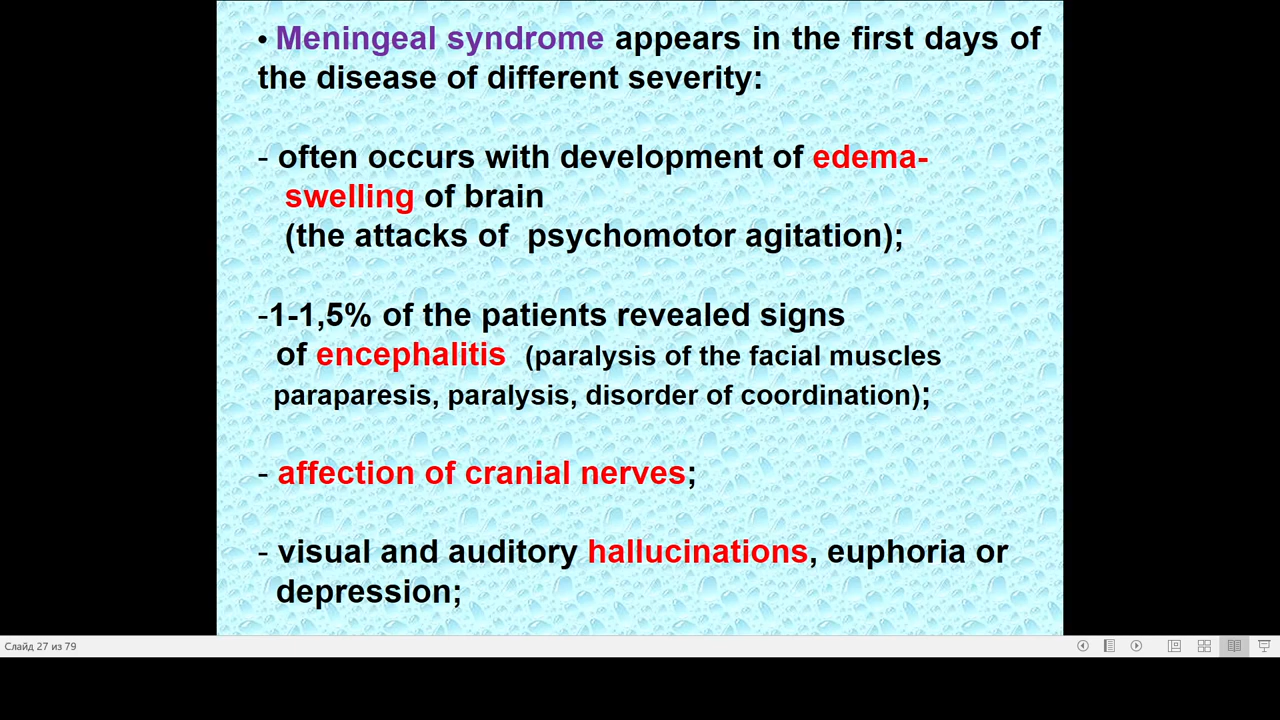 • Meningeal syndrome appears in the first days of
the disease of different severity:
- often occurs with development of edema-
swelling of brain
(the attacks of psychomotor agitation);
-1-1,5% of the patients revealed signs
of encephalitis (paralysis of the facial muscles
paraparesis, paralysis, disorder of coordination);
- affection of cranial nerves;
- visual and auditory hallucinations, euphoria or
depression;
Слайд 27 из 79